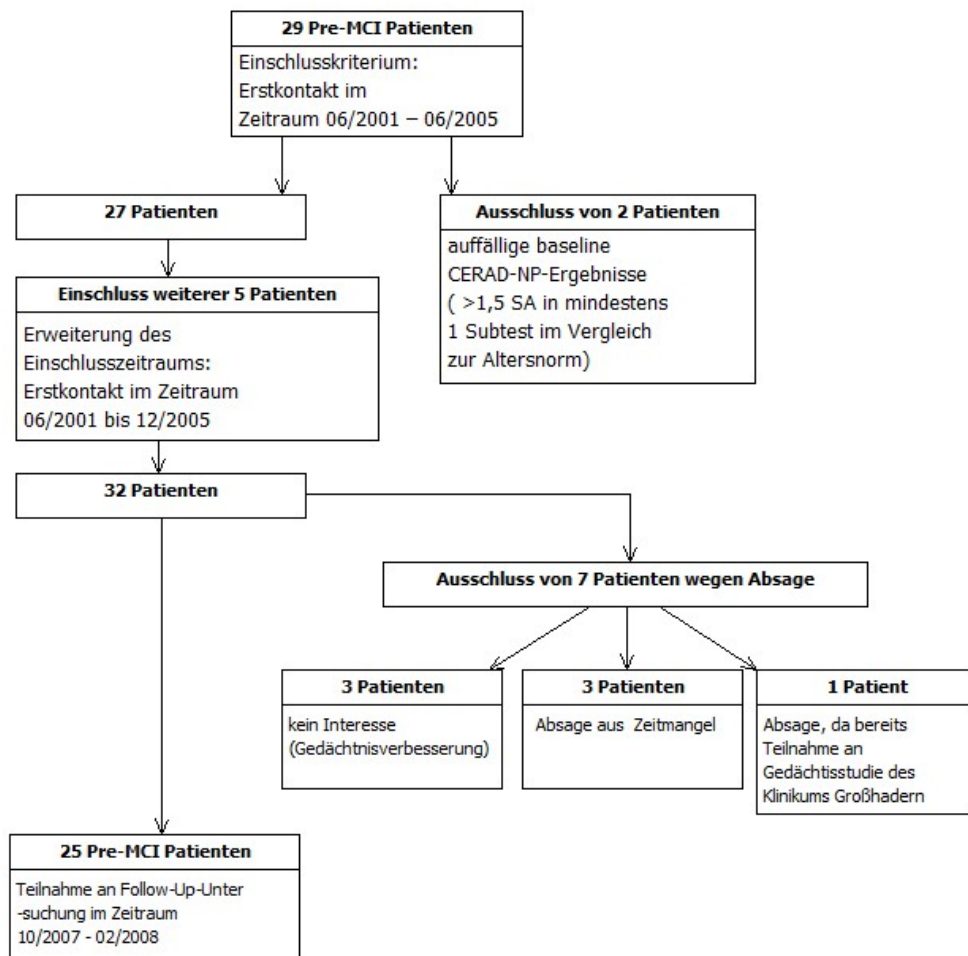 29 Pre-MCI Patienten
Einschlusskriterium:
Erstkontakt im
Zeitraum 06/2001 – 06/2005
27 Patienten
Ausschluss von 2 Patienten
auffällige baseline
CERAD-NP-Ergebnisse
( >1,5 SA in mindestens
1 Subtest im Vergleich
zur Altersnorm)
Einschluss weiterer 5 Patienten
Erweiterung des
Einschlusszeitraums:
Erstkontakt im Zeitraum
06/2001 bis 12/2005
32 Patienten
Ausschluss von 7 Patienten wegen Absage
3 Patienten
kein Interesse
(Gedächtnisverbesserung)
3 Patienten
Absage aus Zeitmangel
1 Patient
Absage, da bereits
Teilnahme an
Gedächtisstudie des
Klinikums Großhadern
25 Pre-MCI Patienten
Teilnahme an Follow-Up-Unter
-suchung im Zeitraum
10/2007 - 02/2008